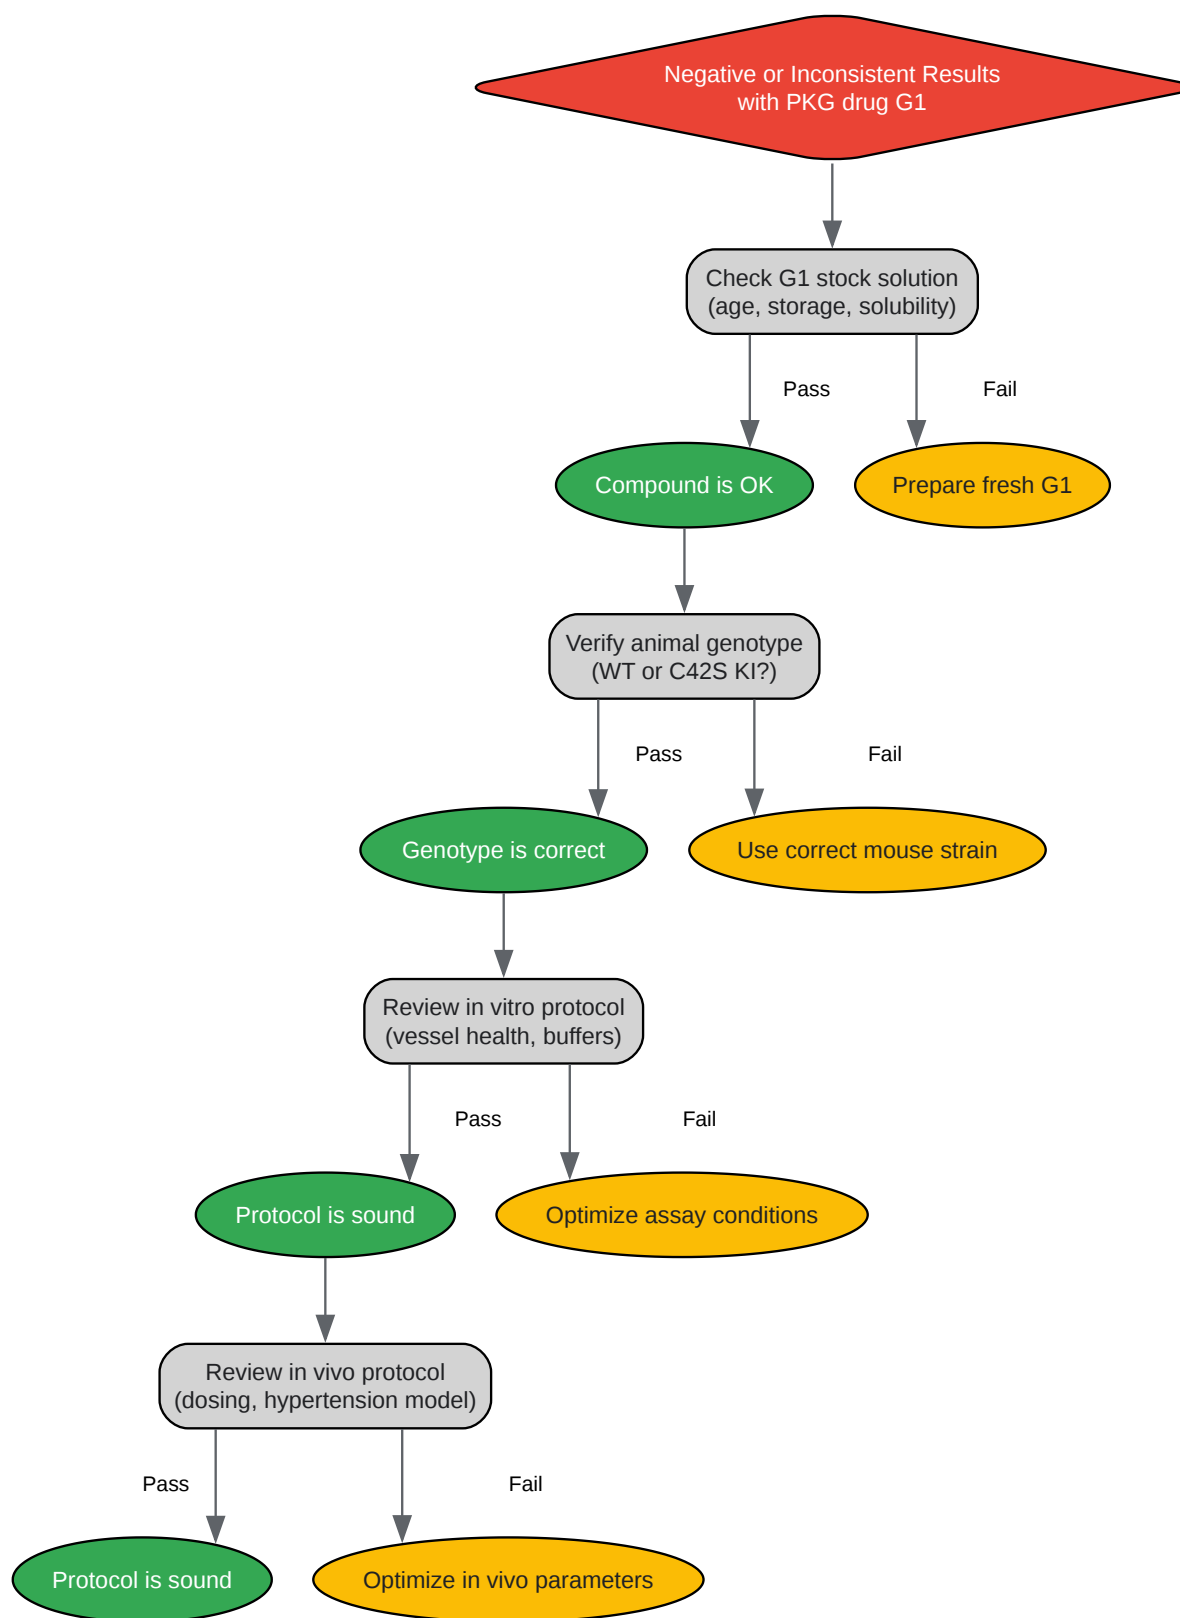 Negative or Inconsistent Results
with PKG drug G1
Check G1 stock solution
(age, storage, solubility)
Pass
Fail
Compound is OK
Prepare fresh G1
Verify animal genotype
(WT or C42S KI?)
Pass
Fail
Genotype is correct
Use correct mouse strain
Review in vitro protocol
(vessel health, buffers)
Pass
Fail
Protocol is sound
Optimize assay conditions
Review in vivo protocol
(dosing, hypertension model)
Pass
Fail
Protocol is sound
Optimize in vivo parameters